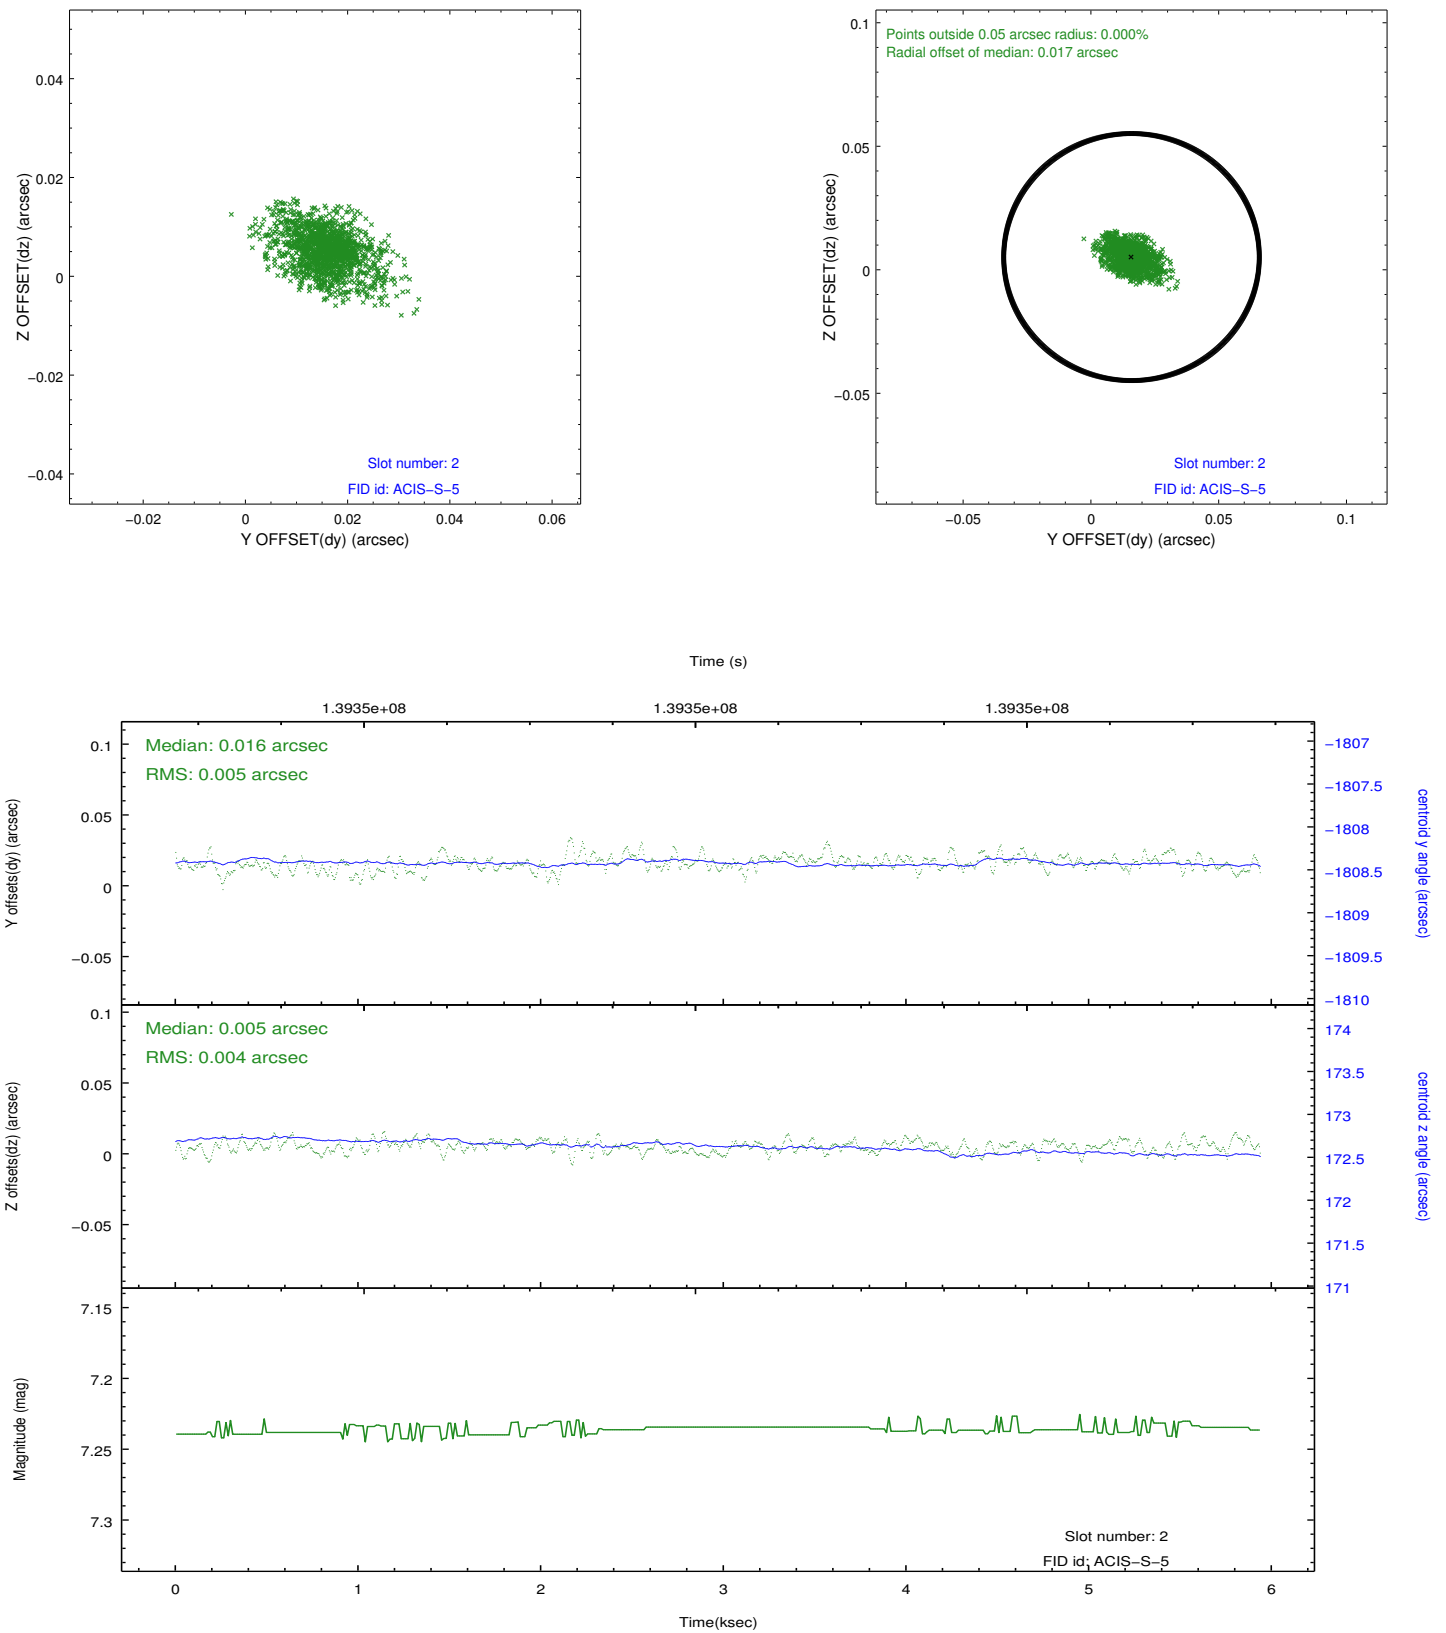 0.04
0.02
0
−0.02
−0.04
Z OFFSET(dz) (arcsec)
Slot number: 2
FID id: ACIS−S−5
−0.02 0 0.02 0.04 0.06
Y OFFSET(dy) (arcsec)
Points outside 0.05 arcsec radius: 0.000%
Radial offset of median: 0.017 arcsec
0.1
0.05
0
−0.05
Z OFFSET(dz) (arcsec)
Slot number: 2
FID id: ACIS−S−5
−0.05 0 0.05 0.1
Y OFFSET(dy) (arcsec)
Time (s)
1.3935e+08 1.3935e+08 1.3935e+08
Median: 0.016 arcsec
RMS: 0.005 arcsec
0.1
0.05
0
−0.05
Y offsets(dy) (arcsec)
−1807
−1807.5
−1808
−1808.5
−1809
−1809.5
−1810
centroid y angle (arcsec)
Median: 0.005 arcsec
RMS: 0.004 arcsec
0.1
0.05
0
−0.05
Z offsets(dz) (arcsec)
174
173.5
173
172.5
172
171.5
171
centroid z angle (arcsec)
7.15
7.2
7.25
7.3
Magnitude (mag)
Slot number: 2
FID id: ACIS−S−5
0 1 2 3 4 5 6
Time(ksec)